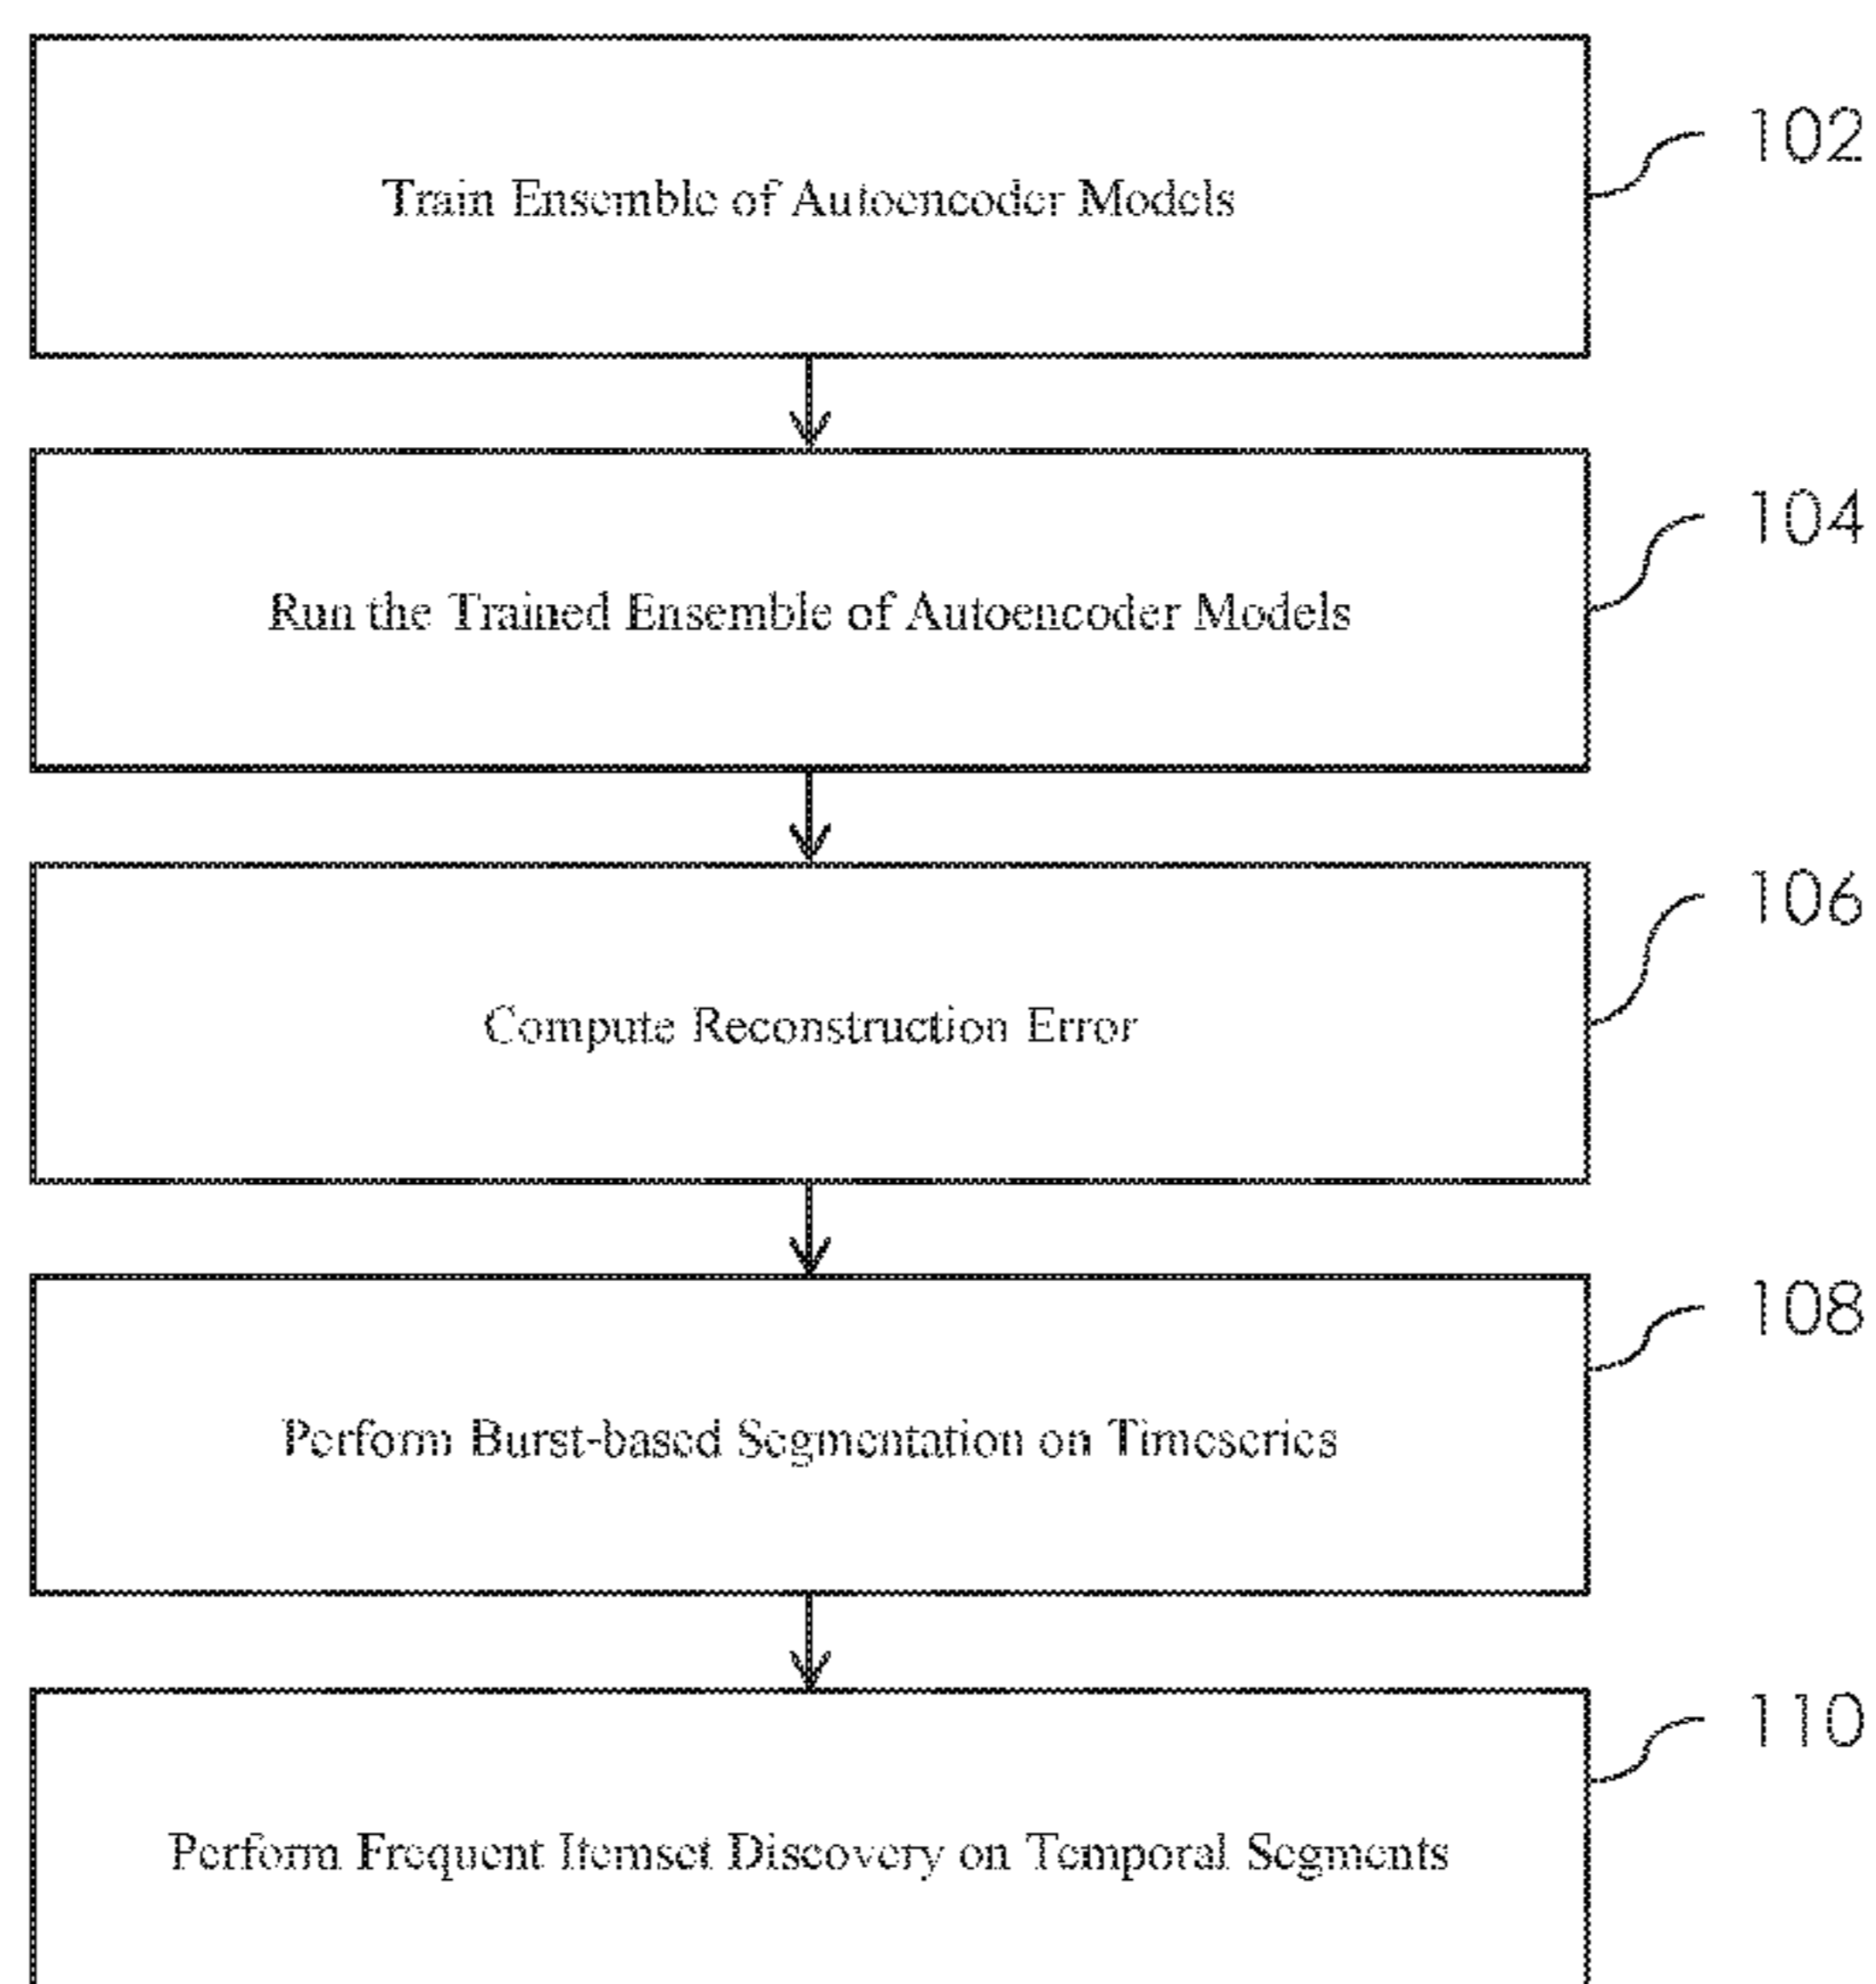 Train Ensemble of Autoencoder Models
102
Run the Trained Ensemble of Autoencoder Models
104
Compute Reconstruction Error
106
Perform Burst-based Segmentation on Timeseries
108
Perform Frequent Itemset Discovery on Temporal Segments
110